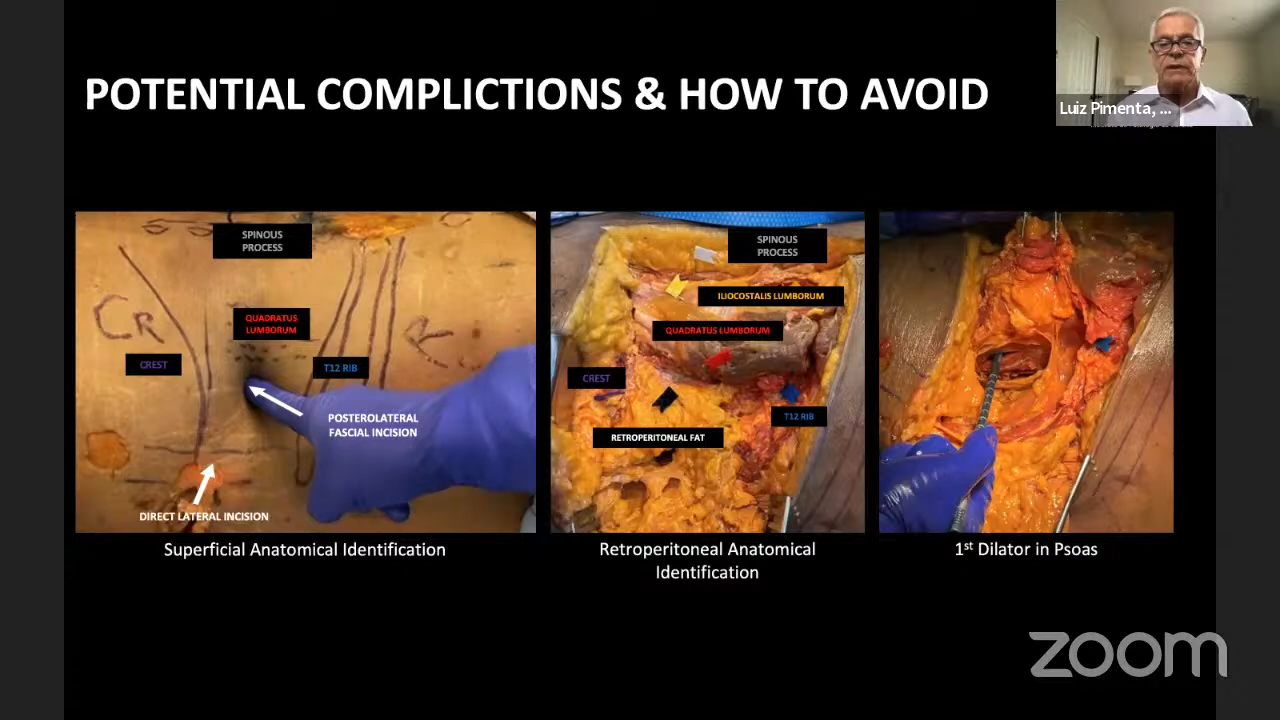 POTENTIAL COMPLICTIONS & HOW TO AVOID
Luiz Pimenta, ...
SPINOUS
PROCESS
CR
QUADRATUS
LUMBORUM
CREST
T12 RIB
R
POSTEROLATERAL
FASCIAL INCISION
DIRECT LATERAL INCISION
Superficial Anatomical Identification
SPINOUS
PROCESS
ILIOCOSTALIS LUMBORUM
QUADRATUS LUMBORUM
CREST
T12 RIB
RETROPERITONEAL FAT
Retroperitoneal Anatomical
Identification
1st Dilator in Psoas
zoom